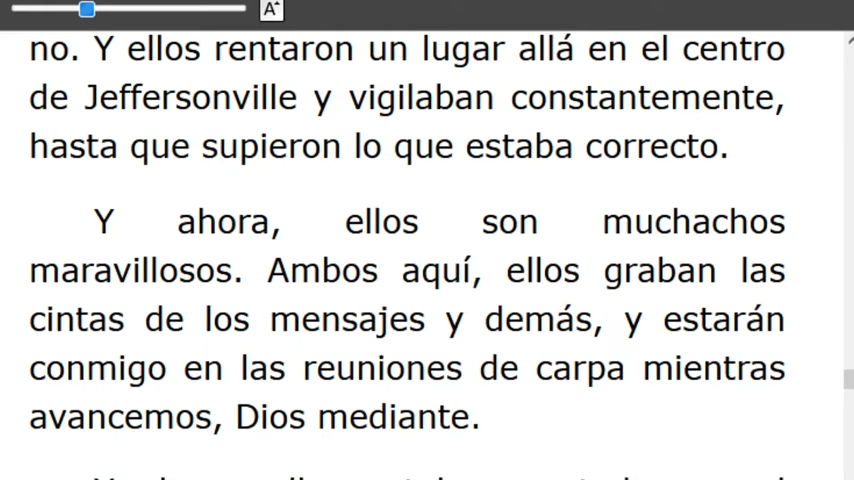 A
no. Y ellos rentaron un lugar allá en el centro
de Jeffersonville y vigilaban constantemente,
hasta que supieron lo que estaba correcto.
Y ahora, ellos son muchachos
maravillosos. Ambos aquí, ellos graban las
cintas de los mensajes y demás, y estarán
conmigo en las reuniones de carpa mientras
avancemos, Dios mediante.